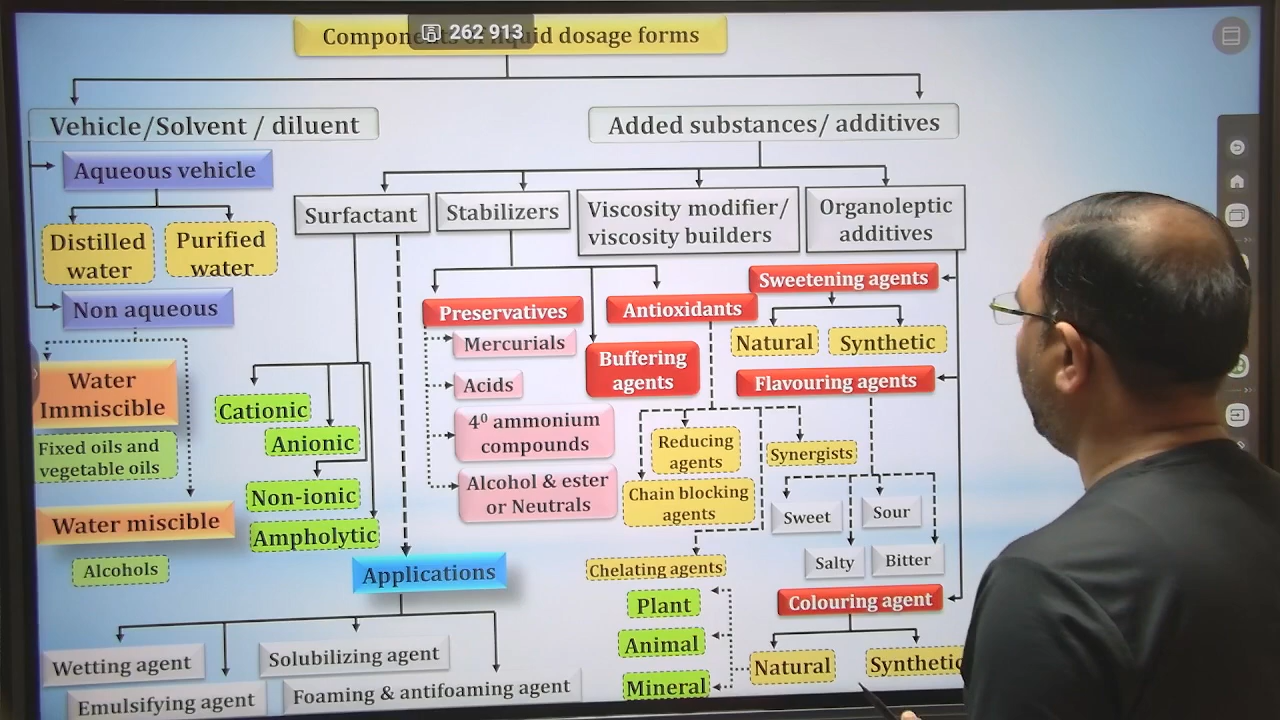 Components of liquid dosage forms
262 913
Vehicle/Solvent / diluent
Added substances/ additives
Aqueous vehicle
Distilled
water
Purified
water
Non aqueous
Water
Immiscible
Fixed oils and
vegetable oils
Water miscible
Alcohols
Surfactant
Stabilizers
Viscosity modifier/
viscosity builders
Organoleptic
additives
Cationic
Anionic
Non-ionic
Ampholytic
Applications
Wetting agent
Emulsifying agent
Solubilizing agent
Foaming & antifoaming agent
Preservatives
Mercurials
Acids
4⁰ ammonium
compounds
Alcohol & ester
or Neutrals
Buffering
agents
Antioxidants
Reducing
agents
Chain blocking
agents
Synergists
Chelating agents
Sweetening agents
Natural
Synthetic
Flavouring agents
Sweet
Sour
Salty
Bitter
Colouring agent
Natural
Synthetic
Plant
Animal
Mineral